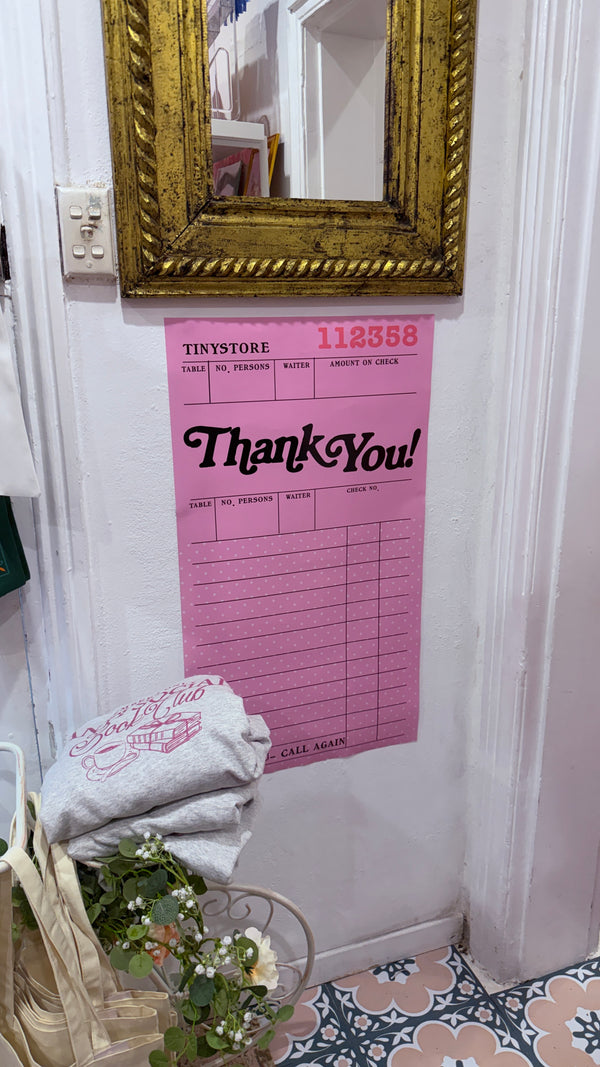 TINYSTORE 112358
TABLE NO. PERSONS WAITER AMOUNT ON CHECK
Thank You!
TABLE NO. PERSONS WAITER CHECK NO.
- CALL AGAIN
Book Club